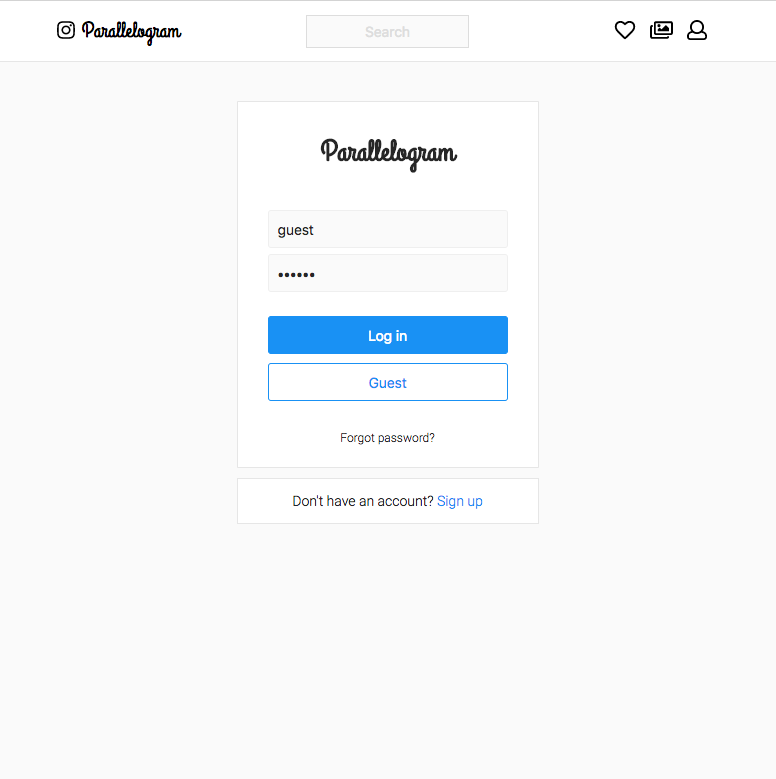 Parallelogram
Search
Parallelogram
guest
••••••
Log in
Guest
Forgot password?
Don't have an account? Sign up